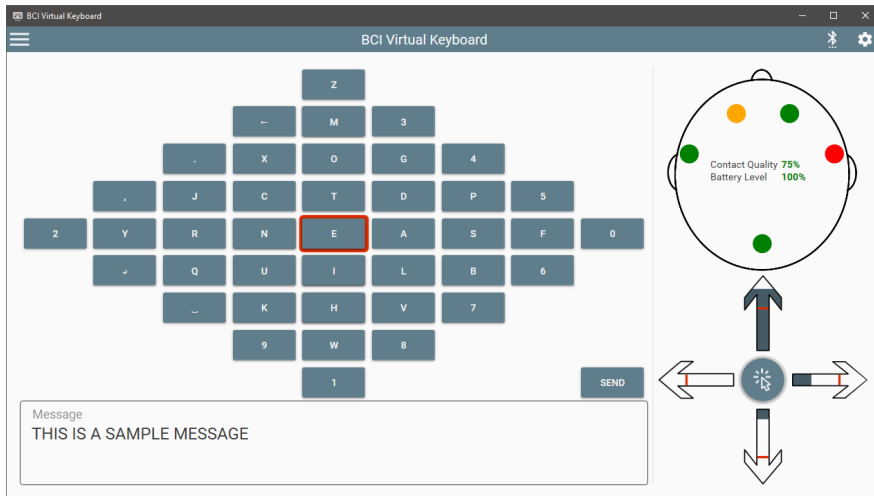 BCI Virtual Keyboard
BCI Virtual Keyboard
Z
← M 3
. X O G 4
, J C T D P 5
2 Y R N E A S F 0
↲ Q U I L B 6
⎵ K H V 7
9 W 8
1 SEND
Contact Quality 75%
Battery Level 100%
Message
THIS IS A SAMPLE MESSAGE